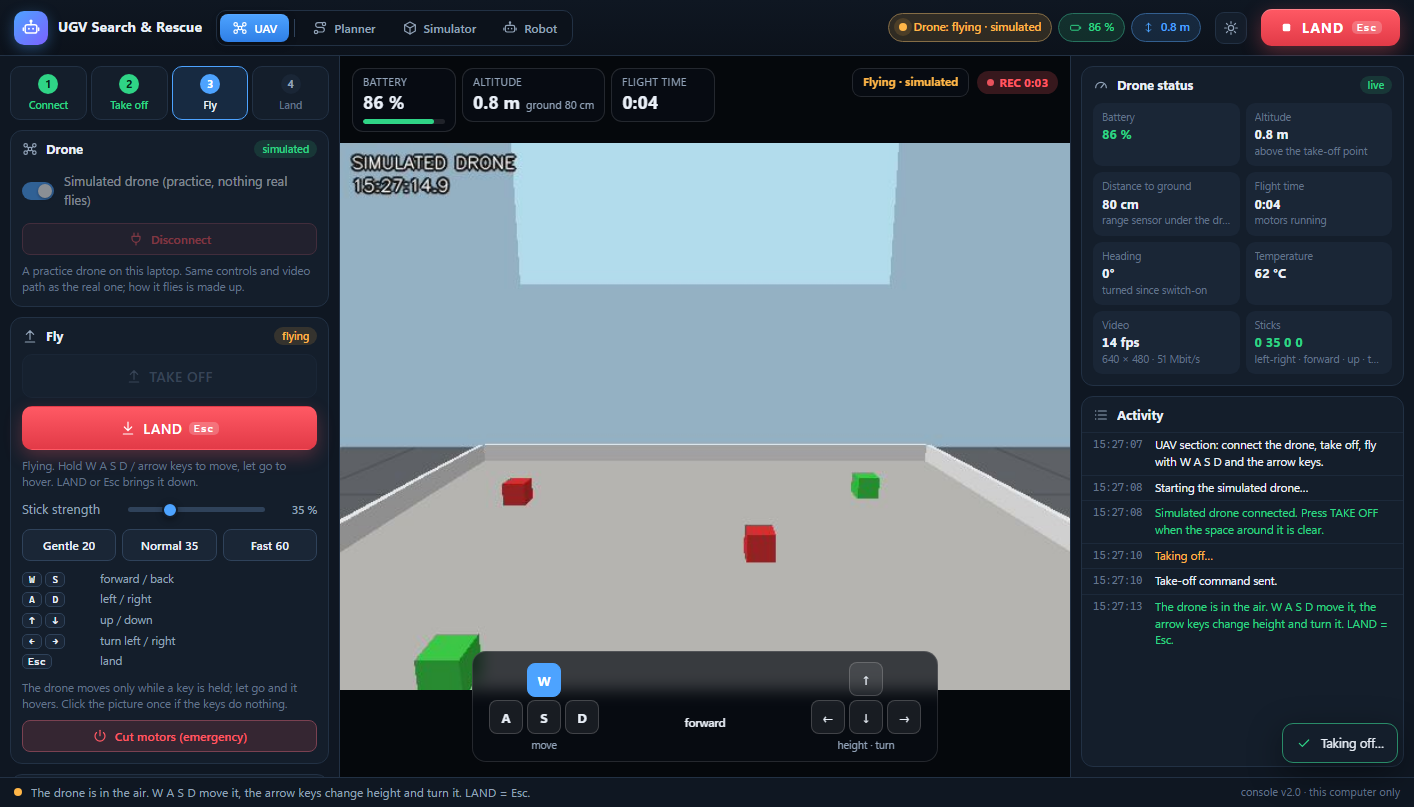 UGV Search & Rescue
UAV
Planner
Simulator
Robot
Drone: flying · simulated
86 %
0.8 m
LAND Esc
1
Connect
2
Take off
3
Fly
4
Land
Drone
simulated
Simulated drone (practice, nothing real
flies)
Disconnect
A practice drone on this laptop. Same controls and video
path as the real one; how it flies is made up.
Fly
flying
TAKE OFF
LAND Esc
Flying. Hold W A S D / arrow keys to move, let go to
hover. LAND or Esc brings it down.
Stick strength
35 %
Gentle 20
Normal 35
Fast 60
W S forward / back
A D left / right
↑ ↓ up / down
← → turn left / right
Esc land
The drone moves only while a key is held; let go and it
hovers. Click the picture once if the keys do nothing.
Cut motors (emergency)
BATTERY
86 %
ALTITUDE
0.8 m ground 80 cm
FLIGHT TIME
0:04
Flying · simulated
REC 0:03
SIMULATED DRONE
15:27:14.9
W
A S D
move
forward
↑
← ↓ →
height · turn
Drone status
live
Battery
86 %
Altitude
0.8 m
above the take-off point
Distance to ground
80 cm
range sensor under the dr...
Flight time
0:04
motors running
Heading
0°
turned since switch-on
Temperature
62 °C
Video
14 fps
640 × 480 · 51 Mbit/s
Sticks
0 35 0 0
left-right · forward · up · t...
Activity
15:27:07 UAV section: connect the drone, take off, fly
with W A S D and the arrow keys.
15:27:08 Starting the simulated drone...
15:27:08 Simulated drone connected. Press TAKE OFF
when the space around it is clear.
15:27:10 Taking off...
15:27:10 Take-off command sent.
15:27:13 The drone is in the air. W A S D move it, the
arrow keys change height and turn it. LAND =
Esc.
Taking off...
The drone is in the air. W A S D move it, the arrow keys change height and turn it. LAND = Esc.
console v2.0 · this computer only